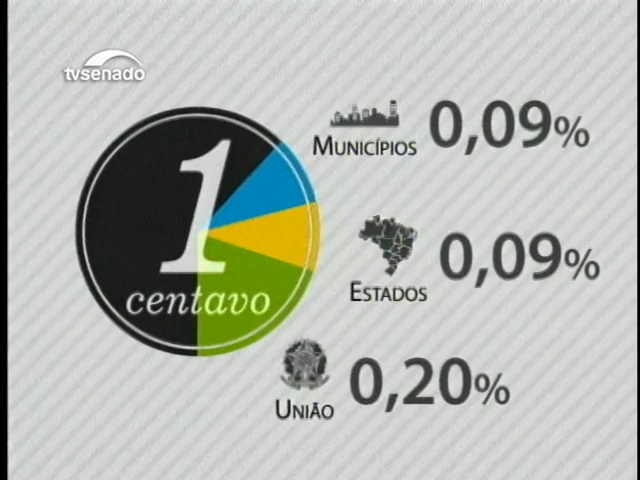 tvsenado
MUNICÍPIOS 0,09%
1
centavo
ESTADOS 0,09%
UNIÃO 0,20%